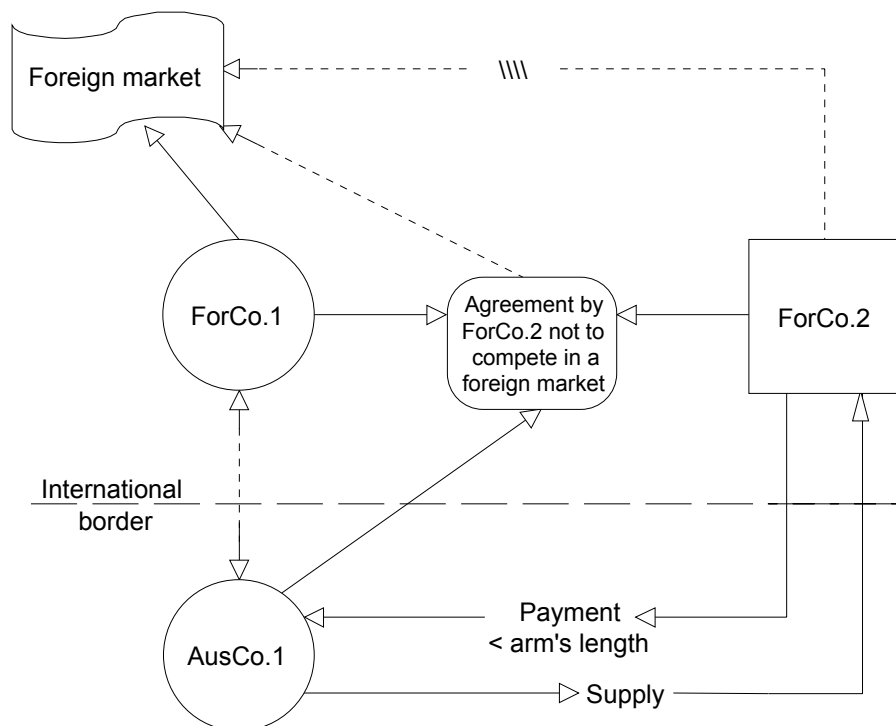 Foreign market
\\\\
ForCo.1
Agreement by
ForCo.2 not to
compete in a
foreign market
ForCo.2
International
border
Payment
< arm's length
AusCo.1
Supply